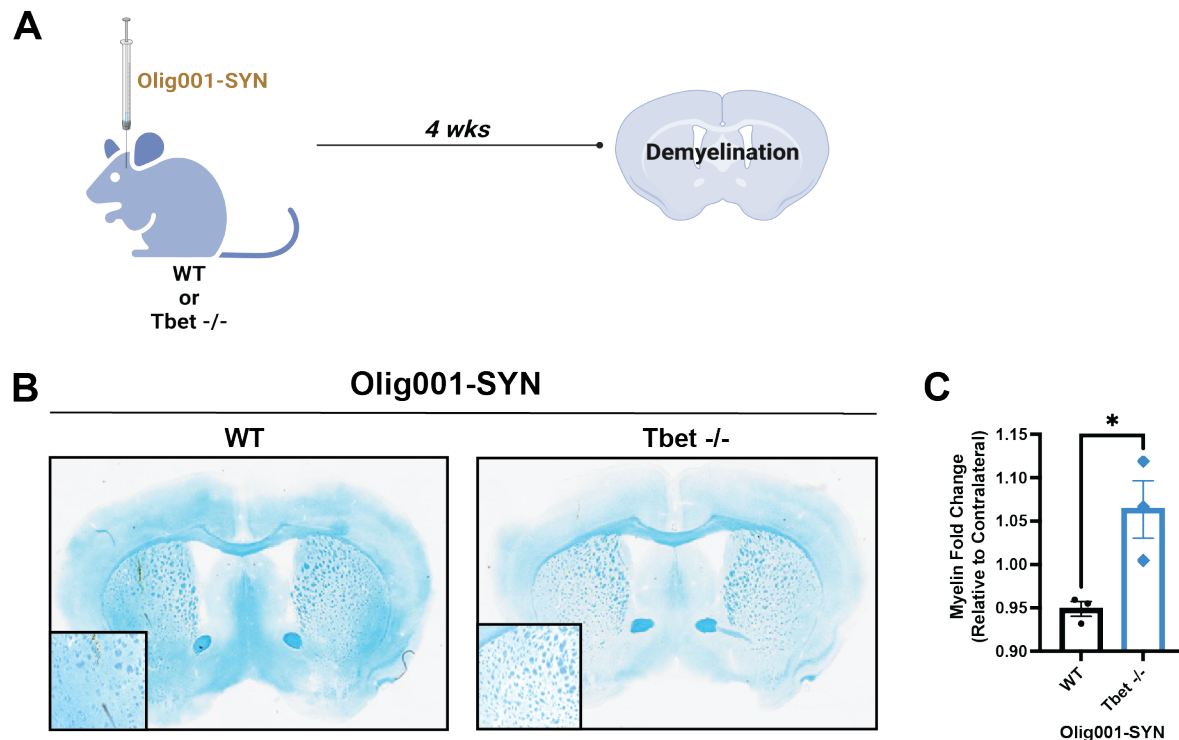 A
Olig001-SYN
4 wks
Demyelination
WT
or
Tbet -/-
B
Olig001-SYN
WT
Tbet -/-
C
*
Myelin Fold Change
(Relative to Contralateral)
1.15
1.10
1.05
1.00
0.95
0.90
WT
Tbet -/-
Olig001-SYN